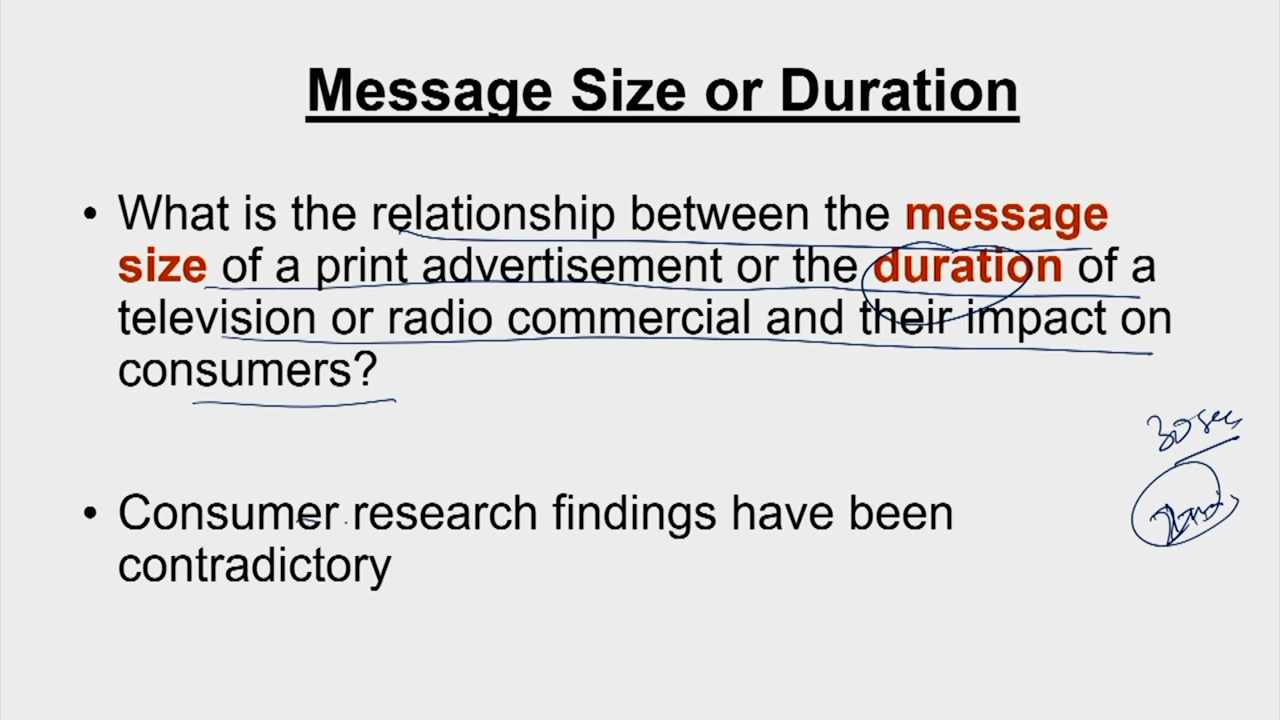 Message Size or Duration
• What is the relationship between the message
size of a print advertisement or the duration of a
television or radio commercial and their impact on
consumers?
30 sec
• Consumer research findings have been
contradictory